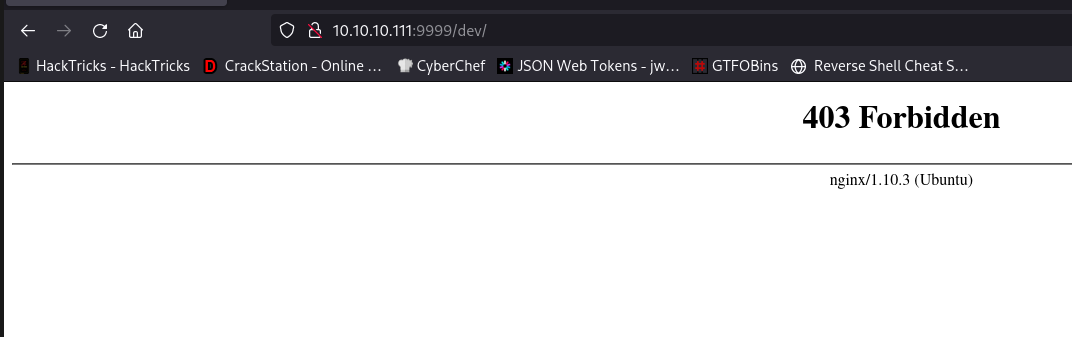 10.10.10.111:9999/dev/
HackTricks - HackTricks CrackStation - Online ... CyberChef JSON Web Tokens - jw... GTFOBins Reverse Shell Cheat S...
403 Forbidden
nginx/1.10.3 (Ubuntu)